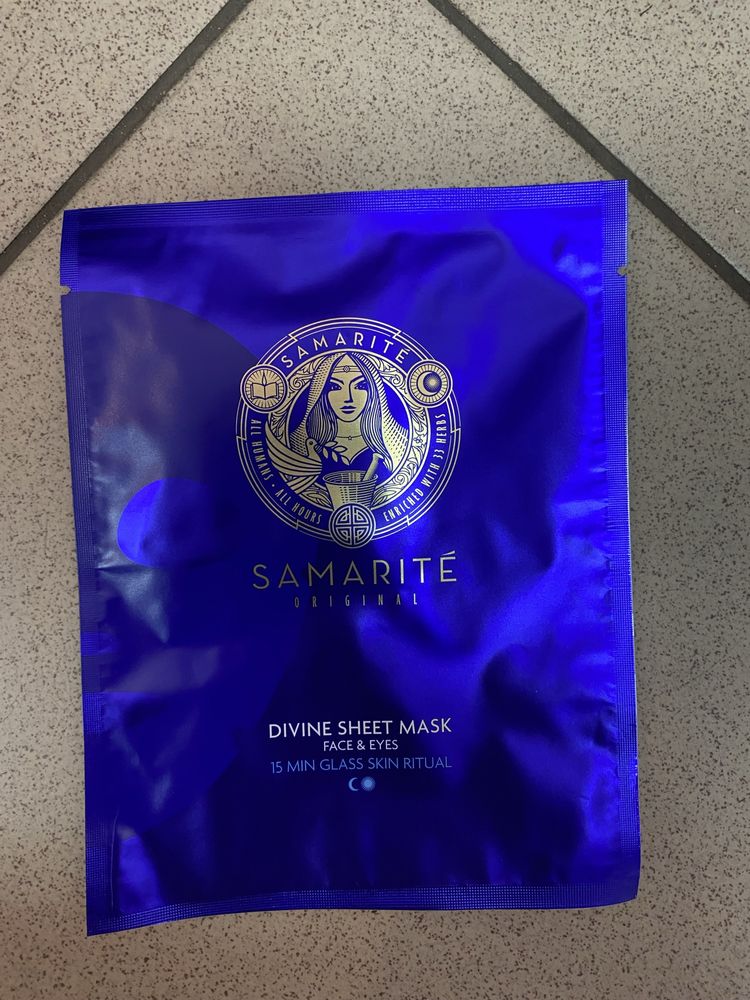 SAMARITÉ
ALL HUMANS · ALL HOURS
ENRICHED WITH 33 HERBS
SAMARITÉ
ORIGINAL
DIVINE SHEET MASK
FACE & EYES
15 MIN GLASS SKIN RITUAL